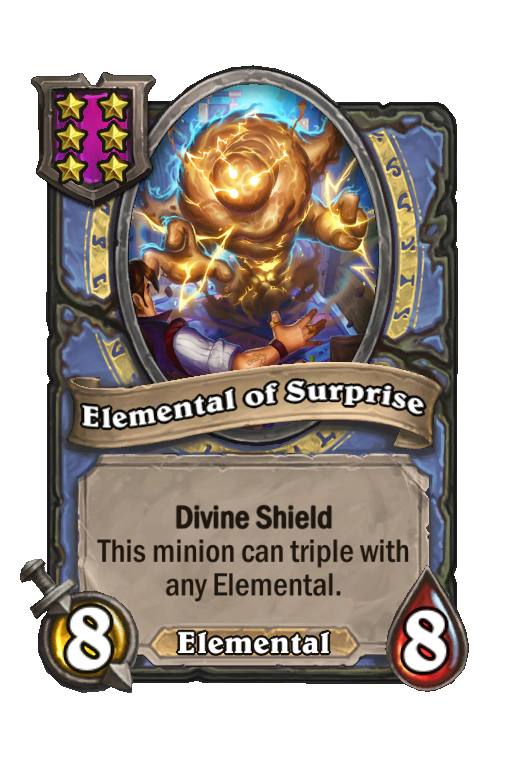 Elemental of Surprise
Divine Shield
This minion can triple with
any Elemental.
8
Elemental
8